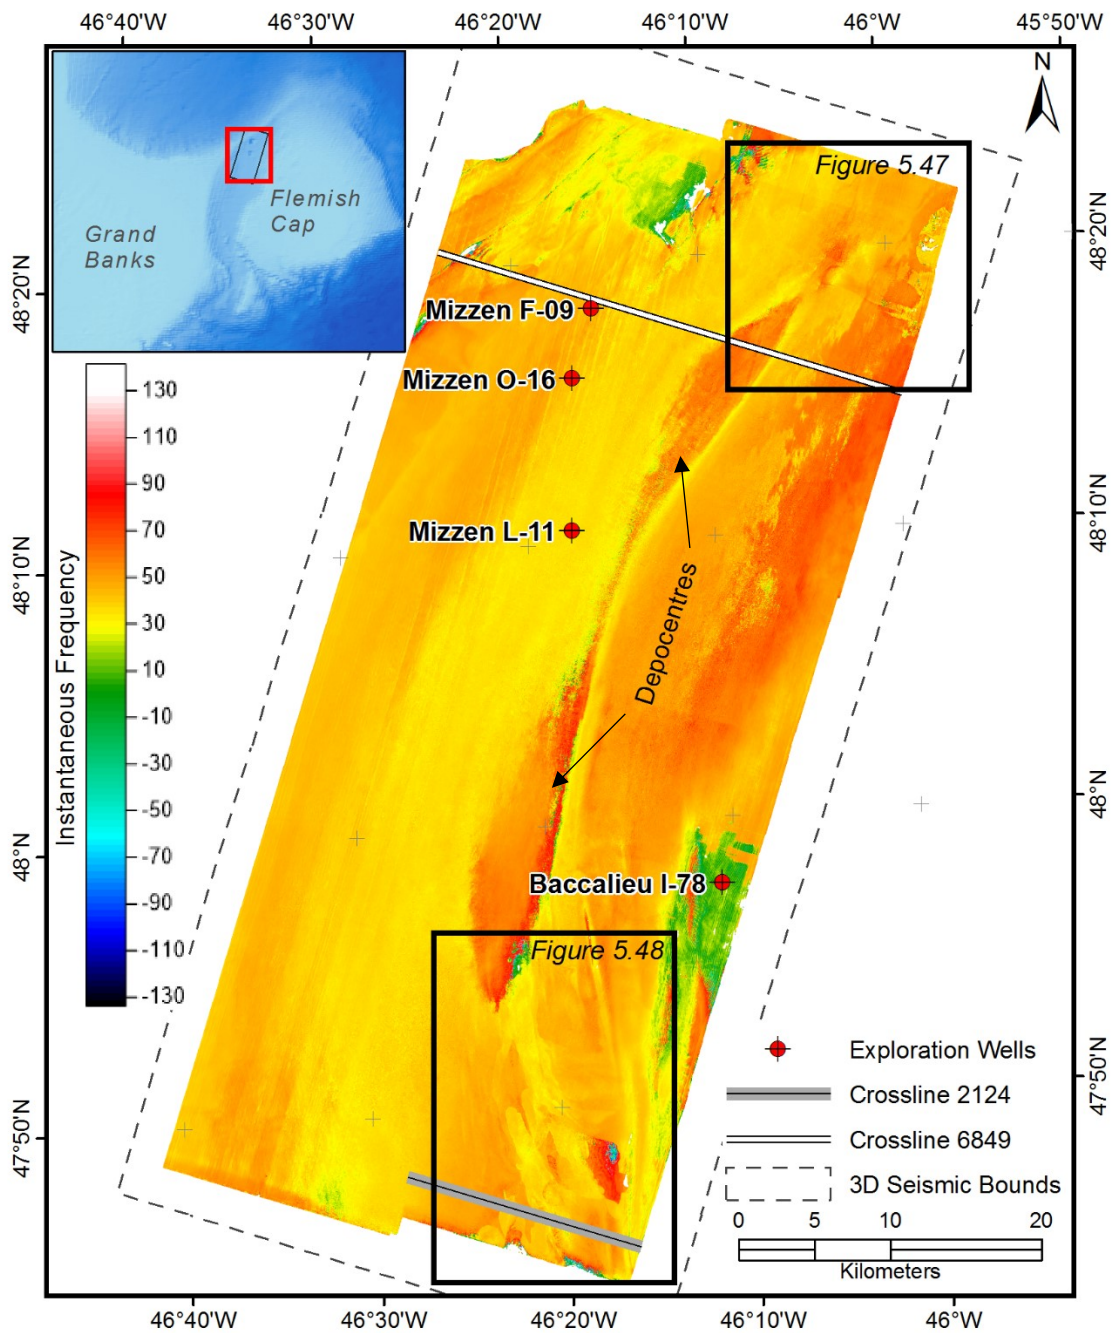 46°40'W 46°30'W 46°20'W 46°10'W 46°W 45°50'W
N
Figure 5.47
Grand
Banks
Flemish
Cap
48°20'N
48°20'N
Mizzen F-09
Mizzen O-16
130
110
90
70
50
30
10
-10
-30
-50
-70
-90
-110
-130
Instantaneous Frequency
Mizzen L-11
48°10'N
48°10'N
Depocentres
48°N
48°N
Baccalieu I-78
Figure 5.48
Exploration Wells
Crossline 2124
Crossline 6849
3D Seismic Bounds
47°50'N
47°50'N
0 5 10 20
Kilometers
46°40'W 46°30'W 46°20'W 46°10'W 46°W